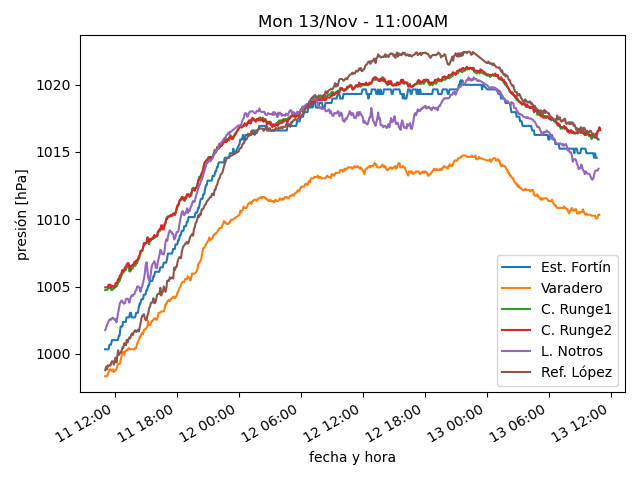 Mon 13/Nov - 11:00AM
presión [hPa]
1020
1015
1010
1005
1000
Est. Fortín
Varadero
C. Runge1
C. Runge2
L. Notros
Ref. López
11 12:00
11 18:00
12 00:00
12 06:00
12 12:00
12 18:00
13 00:00
13 06:00
13 12:00
fecha y hora